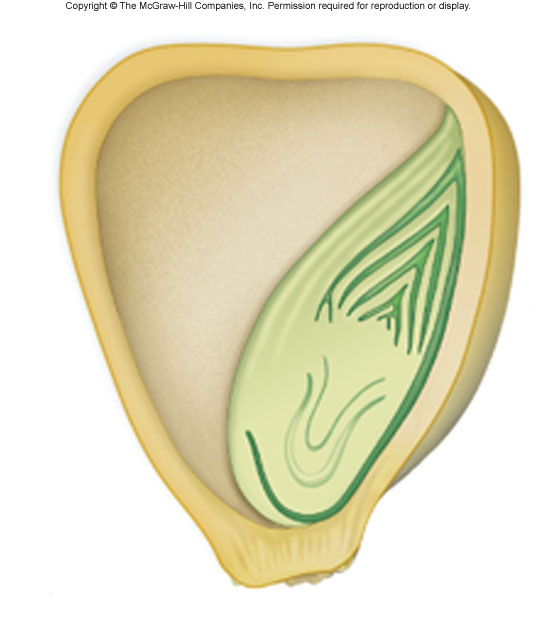 Copyright © The McGraw-Hill Companies, Inc. Permission required for reproduction or display.